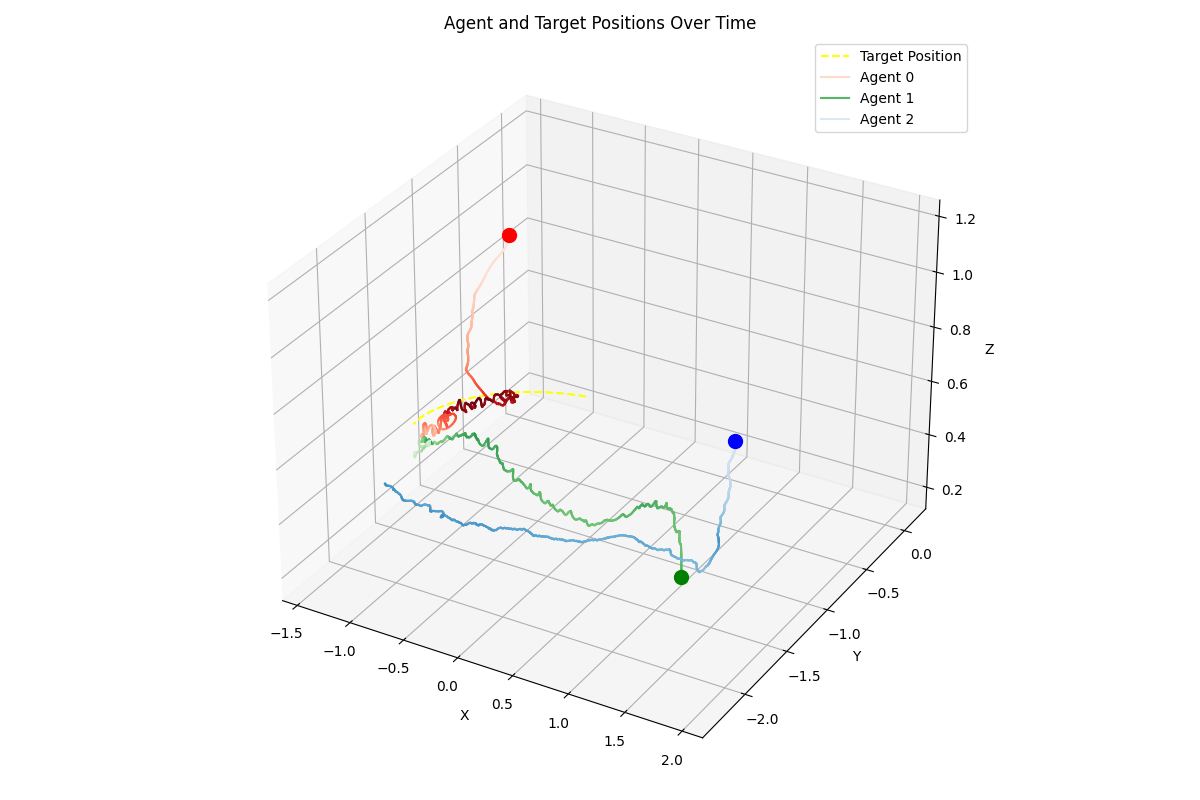 Agent and Target Positions Over Time
Target Position
Agent 0
Agent 1
Agent 2
1.2
1.0
0.8
0.6
0.4
0.2
Z
0.0
−0.5
−1.0
−1.5
−2.0
Y
−1.5
−1.0
−0.5
0.0
0.5
1.0
1.5
2.0
X